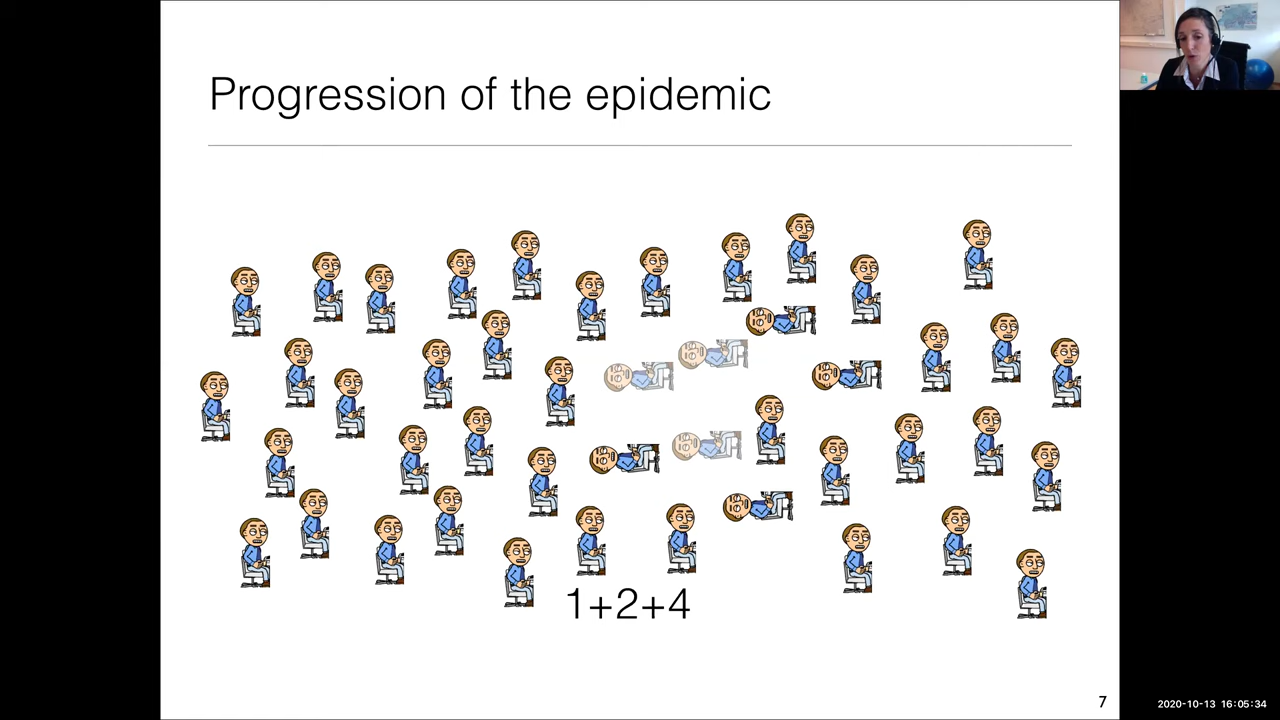 Progression of the epidemic
1+2+4
7
2020-10-13 16:05:34